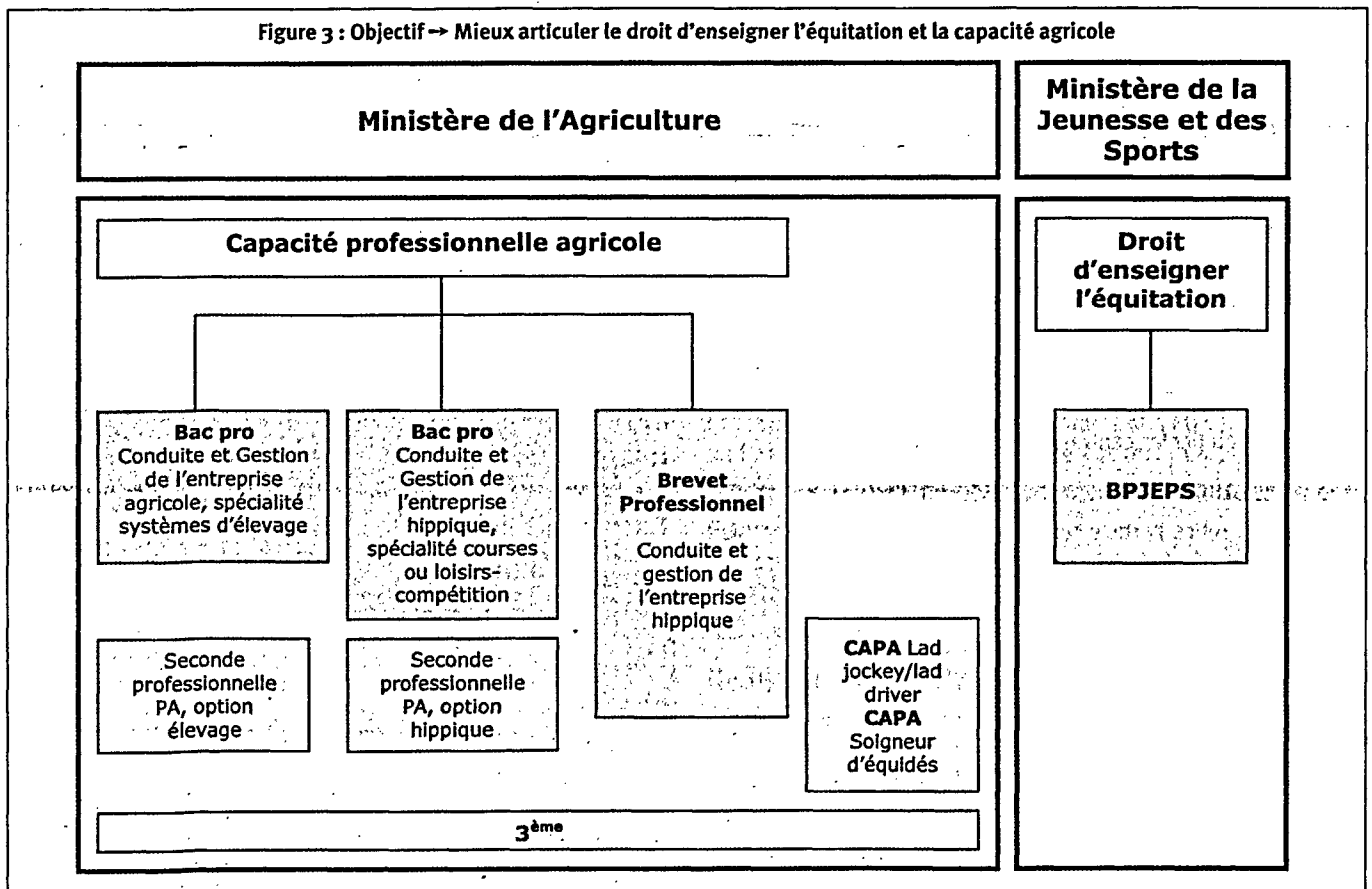 Figure 3 : Objectif → Mieux articuler le droit d'enseigner l'équitation et la capacité agricole
Ministère de l'Agriculture
Ministère de la
Jeunesse et des
Sports
Capacité professionnelle agricole
Droit
d'enseigner
l'équitation
Bac pro
Conduite et Gestion
de l'entreprise
agricole, spécialité
systèmes d'élevage
Bac pro
Conduite et
Gestion de
l'entreprise
hippique,
spécialité courses
ou loisirs-
compétition
Brevet
Professionnel
Conduite et
gestion de
l'entreprise
hippique
BPJEPS
Seconde
professionnelle
PA, option
élevage
Seconde
professionnelle
PA, option
hippique
CAPA Lad
jockey/lad
driver
CAPA
Soigneur
d'équidés
3ème